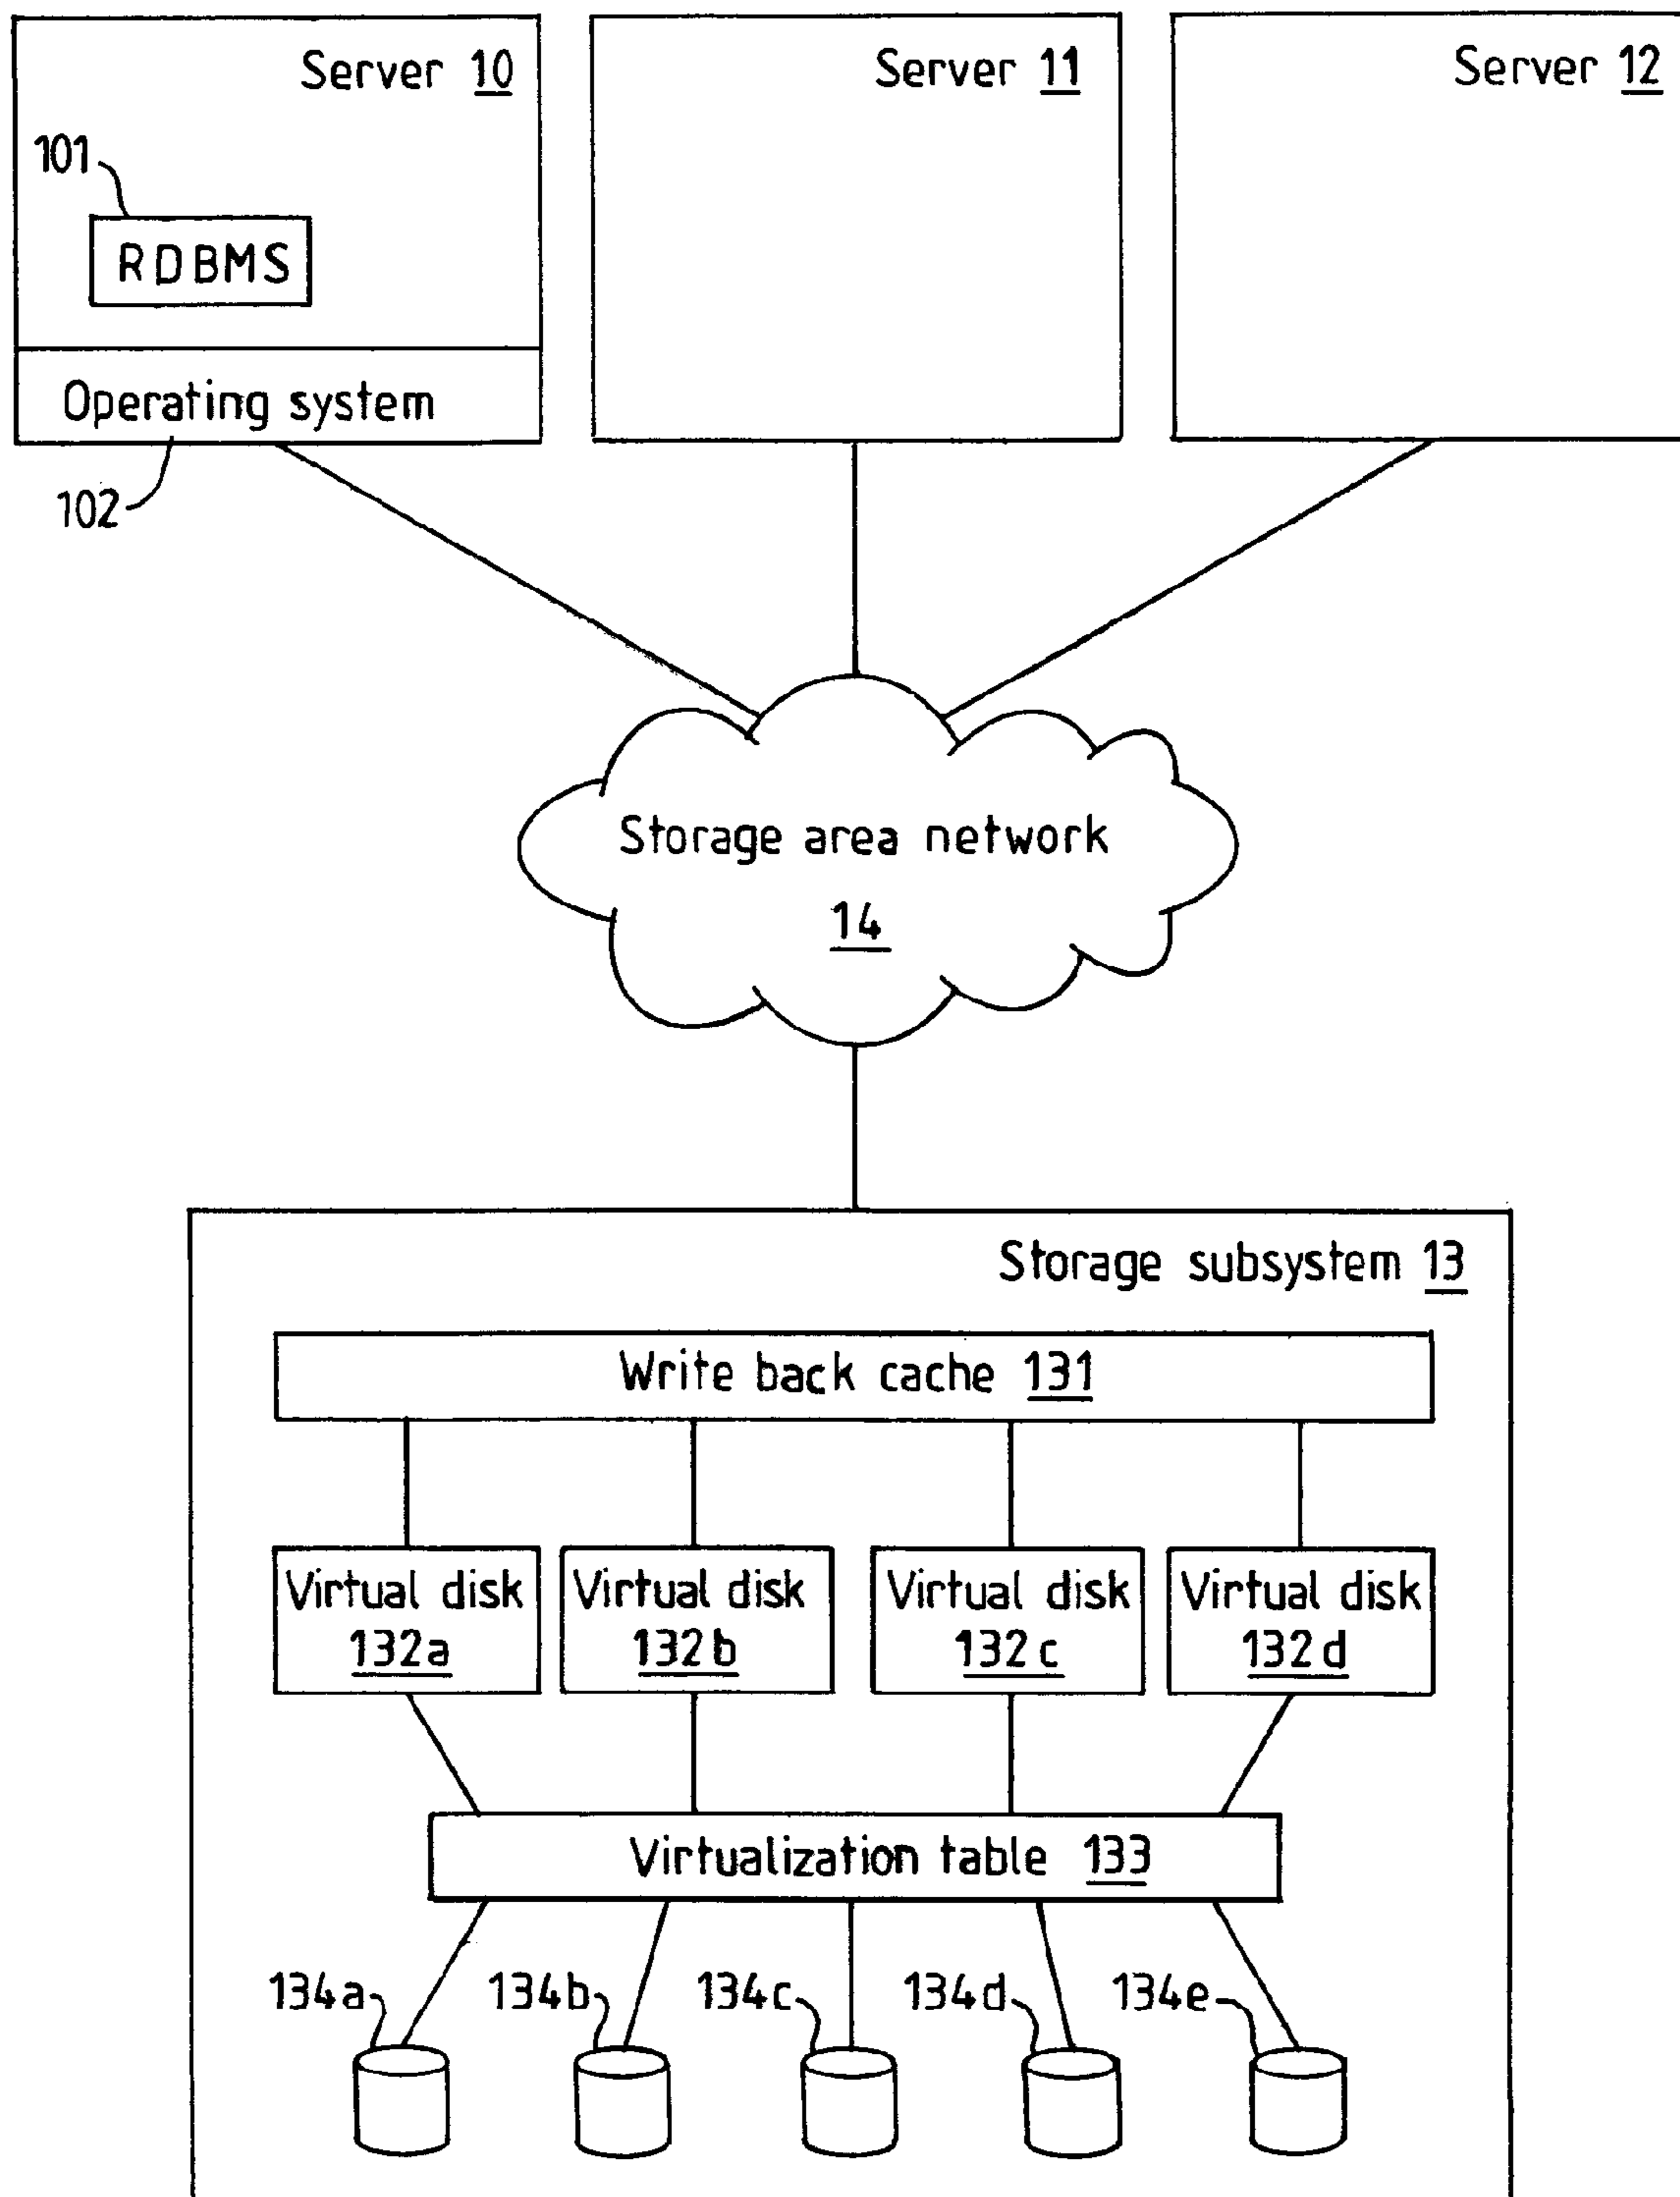 Server 10
Server 11
Server 12
101
RDBMS
Operating system
102
Storage area network
14
Storage subsystem 13
Write back cache 131
Virtual disk
132a
Virtual disk
132b
Virtual disk
132c
Virtual disk
132d
Virtualization table 133
134a
134b
134c
134d
134e